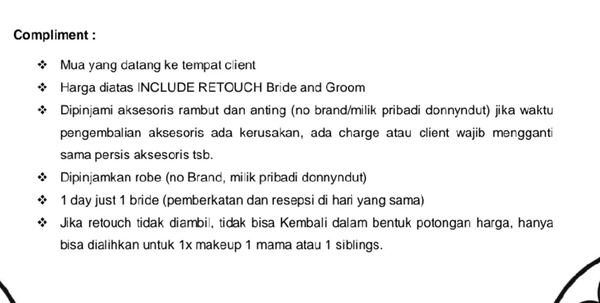 Compliment :
❖ Mua yang datang ke tempat client
❖ Harga diatas INCLUDE RETOUCH Bride and Groom
❖ Dipinjami aksesoris rambut dan anting (no brand/milik pribadi donnyndut) jika waktu
pengembalian aksesoris ada kerusakan, ada charge atau client wajib mengganti
sama persis aksesoris tsb.
❖ Dipinjamkan robe (no Brand, milik pribadi donnyndut)
❖ 1 day just 1 bride (pemberkatan dan resepsi di hari yang sama)
❖ Jika retouch tidak diambil, tidak bisa Kembali dalam bentuk potongan harga, hanya
bisa dialihkan untuk 1x makeup 1 mama atau 1 siblings.